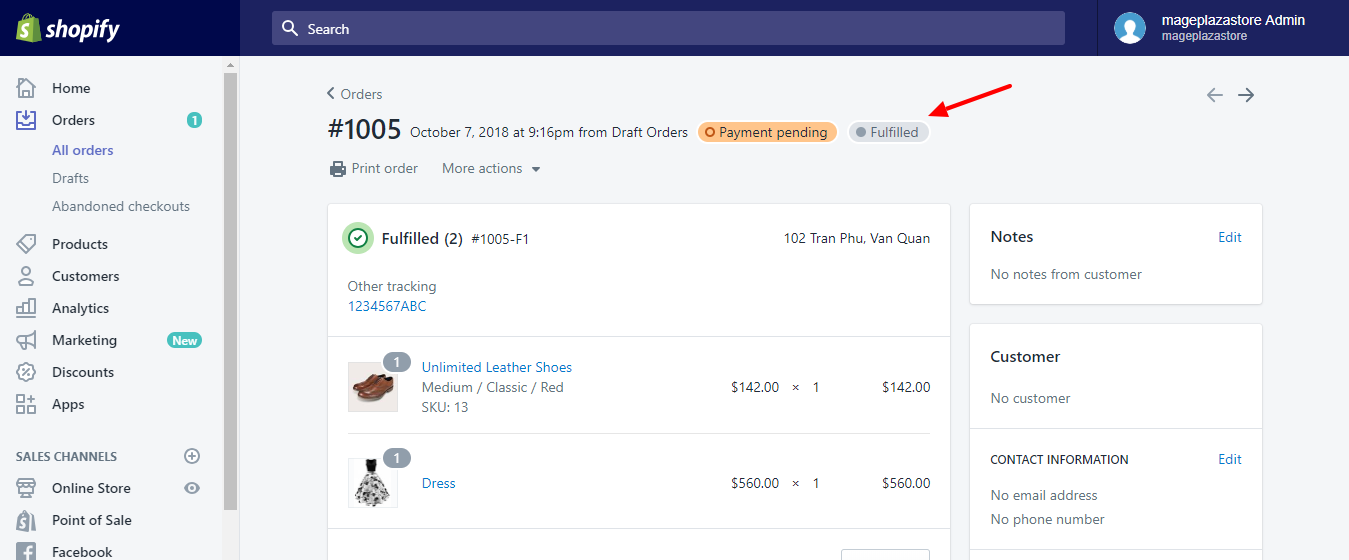 shopify
Search
mageplazastore Admin
mageplazastore
Home
Orders 1
All orders
Drafts
Abandoned checkouts
Products
Customers
Analytics
Marketing New
Discounts
Apps
SALES CHANNELS
Online Store
Point of Sale
Facebook
Orders
#1005 October 7, 2018 at 9:16pm from Draft Orders Payment pending Fulfilled
Print order More actions
Fulfilled (2) #1005-F1 102 Tran Phu, Van Quan
Other tracking
1234567ABC
1
Unlimited Leather Shoes
Medium / Classic / Red $142.00 × 1 $142.00
SKU: 13
1
Dress $560.00 × 1 $560.00
Notes Edit
No notes from customer
Customer
No customer
CONTACT INFORMATION Edit
No email address
No phone number